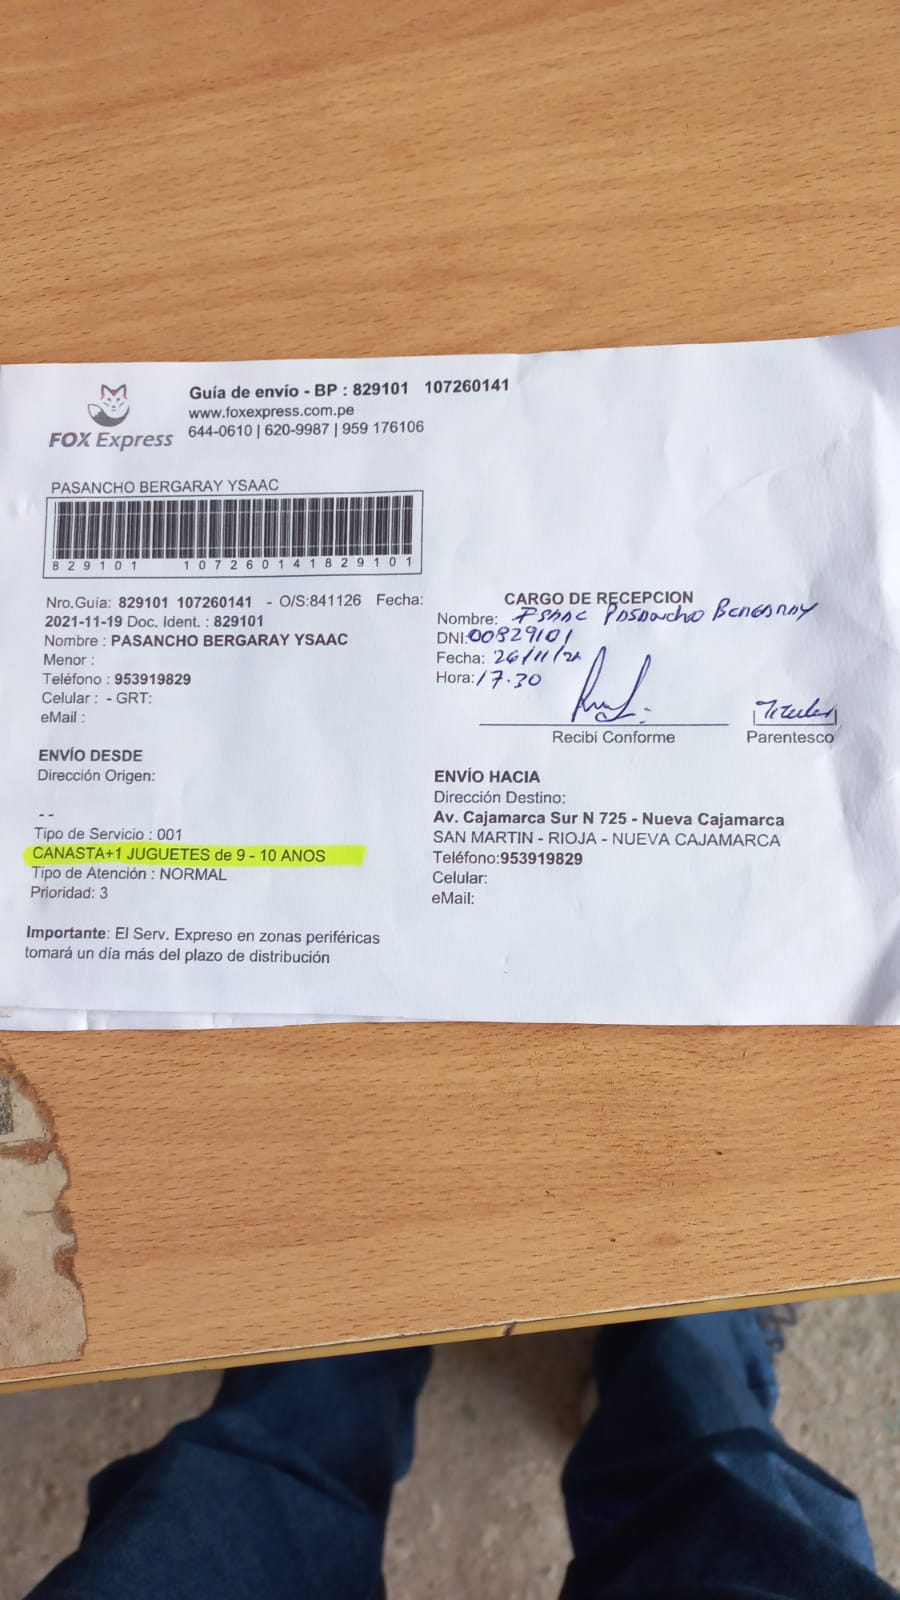 Guía de envío - BP : 829101 107260141
www.foxexpress.com.pe
644-0610 | 620-9987 | 959 176106
FOX Express
PASANCHO BERGARAY YSAAC
829101 107260141829101
Nro.Guía: 829101 107260141 - O/S:841126 Fecha:
2021-11-19 Doc. Ident. : 829101
Nombre : PASANCHO BERGARAY YSAAC
Menor :
Teléfono : 953919829
Celular : - GRT:
eMail :
ENVÍO DESDE
Dirección Origen:
- -
Tipo de Servicio : 001
CANASTA+1 JUGUETES de 9 - 10 ANOS
Tipo de Atención : NORMAL
Prioridad: 3
Importante: El Serv. Expreso en zonas periféricas
tomará un día más del plazo de distribución
CARGO DE RECEPCION
Nombre: ISAAC PASANCHO BERGARAY
DNI:00829101
Fecha: 26/11/21
Hora: 17.30
Titular
Recibi Conforme Parentesco
ENVÍO HACIA
Dirección Destino:
Av. Cajamarca Sur N 725 - Nueva Cajamarca
SAN MARTIN - RIOJA - NUEVA CAJAMARCA
Teléfono:953919829
Celular:
eMail: